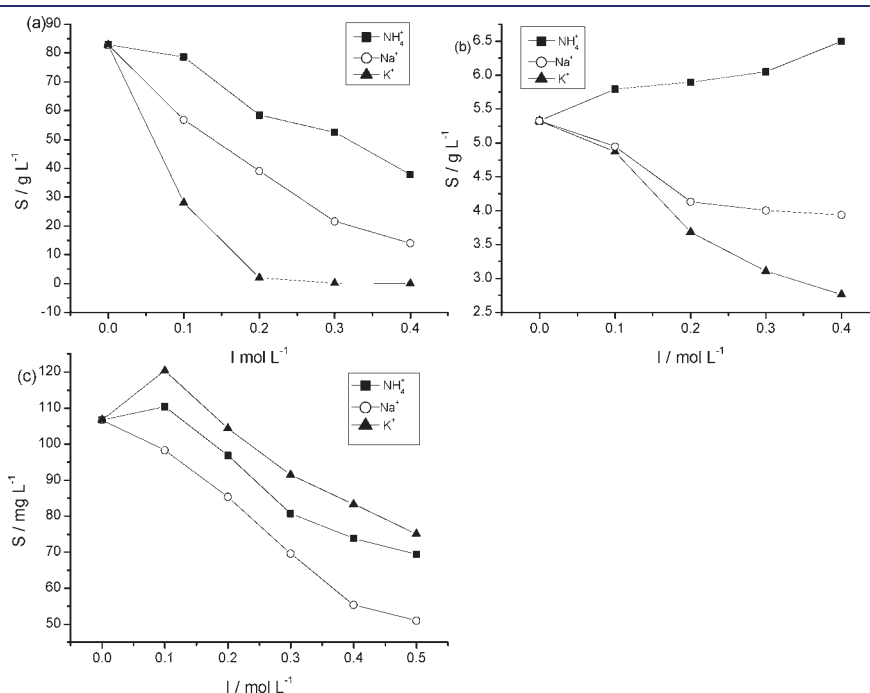 (a)
90
80
70
60
50
40
30
20
10
0
-10
S / g L⁻¹
0.0 0.1 0.2 0.3 0.4
I mol L⁻¹
NH₄⁺
Na⁺
K⁺
(b)
6.5
6.0
5.5
5.0
4.5
4.0
3.5
3.0
2.5
S / g L⁻¹
0.0 0.1 0.2 0.3 0.4
I / mol L⁻¹
NH₄⁺
Na⁺
K⁺
(c)
120
110
100
90
80
70
60
50
S / mg L⁻¹
0.0 0.1 0.2 0.3 0.4 0.5
I / mol L⁻¹
NH₄⁺
Na⁺
K⁺